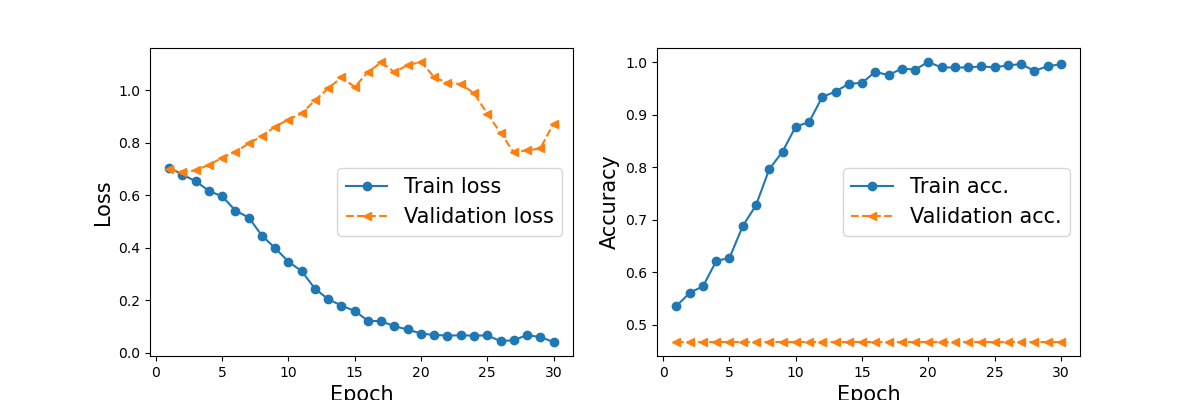 Loss
1.0
0.8
0.6
0.4
0.2
0.0
Train loss
Validation loss
0 5 10 15 20 25 30
Epoch
Accuracy
1.0
0.9
0.8
0.7
0.6
0.5
Train acc.
Validation acc.
0 5 10 15 20 25 30
Epoch